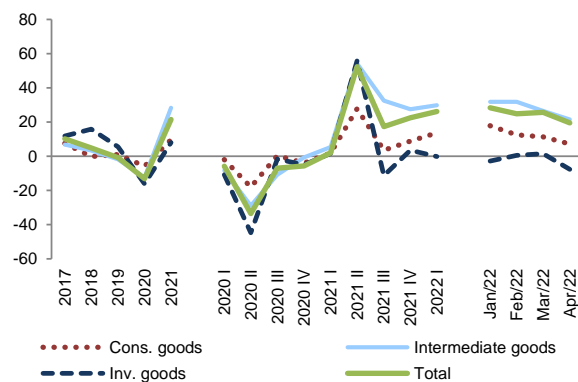 80
60
40
20
0
-20
-40
-60
2017
2018
2019
2020
2021
2020 I
2020 II
2020 III
2020 IV
2021 I
2021 II
2021 III
2021 IV
2022 I
Jan/22
Feb/22
Mar/22
Apr/22
Cons. goods
Intermediate goods
Inv. goods
Total